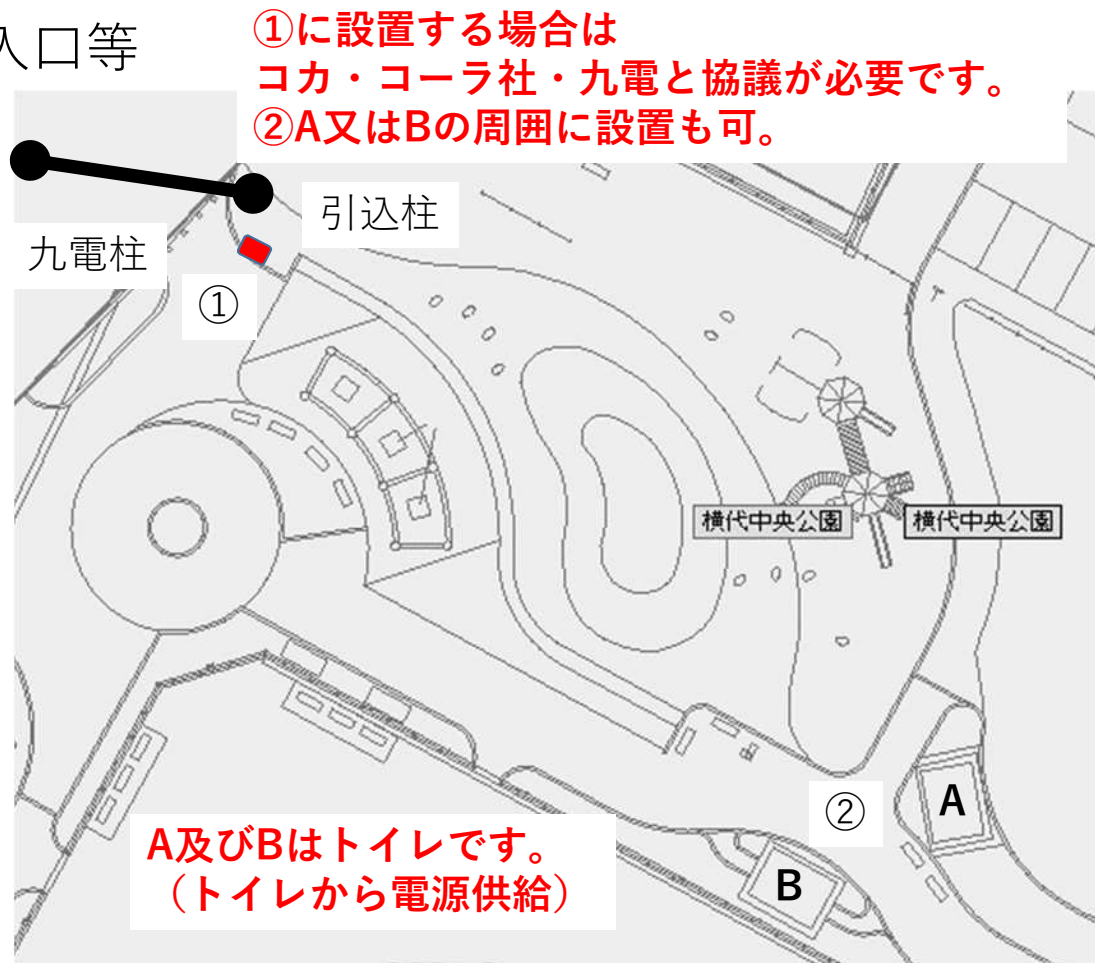 入口等
①に設置する場合は
コカ・コーラ社・九電と協議が必要です。
②A又はBの周囲に設置も可。
引込柱
九電柱
①
横代中央公園
横代中央公園
②
A
B
A及びBはトイレです。
（トイレから電源供給）